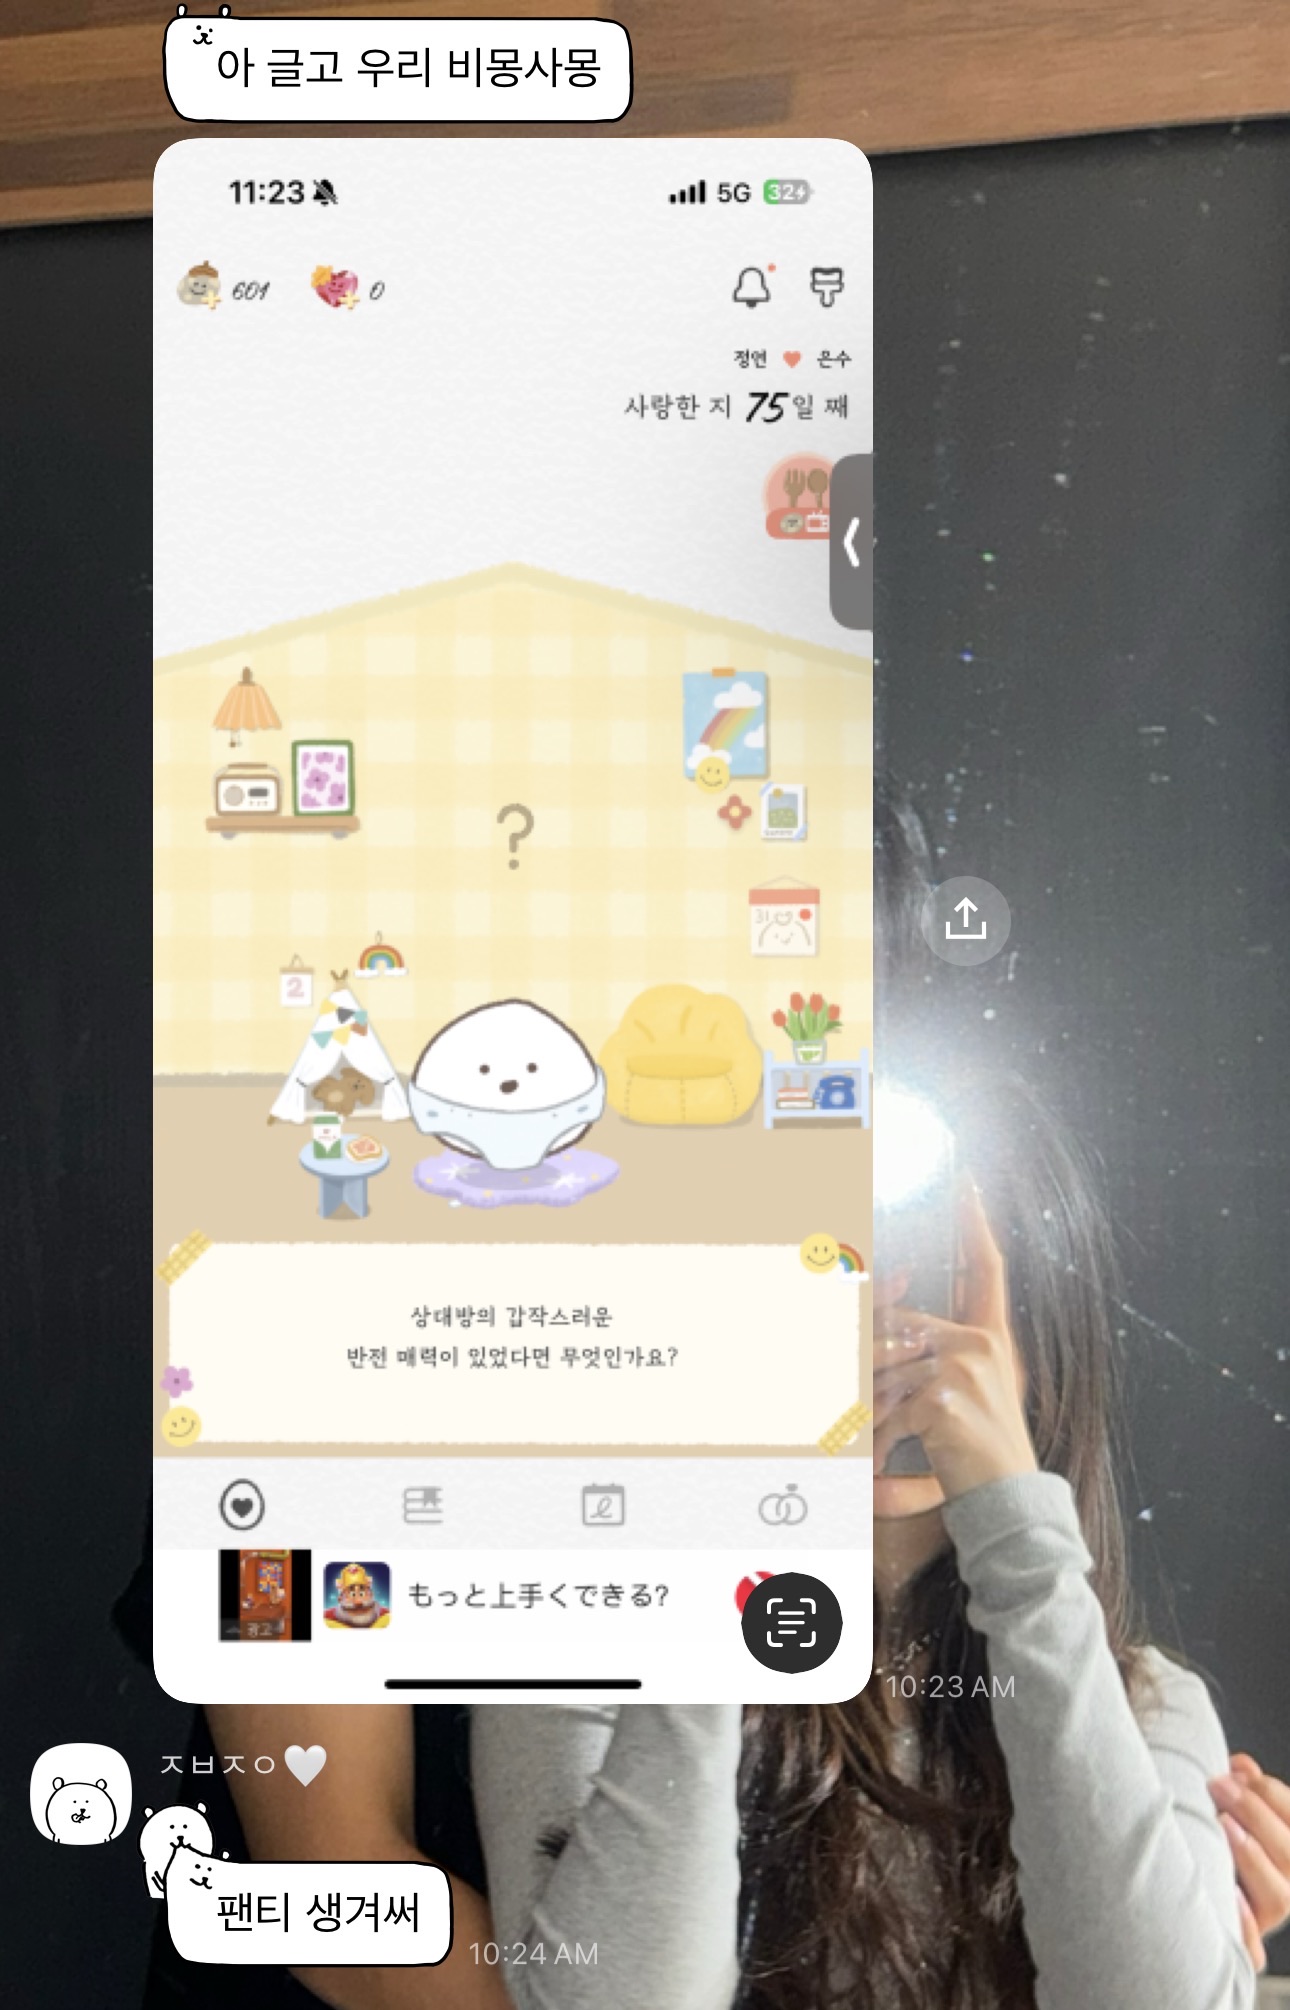 아 글고 우리 비몽사몽
11:23 5G 32
601 0
정연 은수
사랑한 지 75일 째
31
2
상대방의 갑작스러운
반전 매력이 있었다면 무엇인가요?
광고
もっと上手くできる?
10:23 AM
ㅈㅂㅈㅇ🤍
팬티 생겨써
10:24 AM